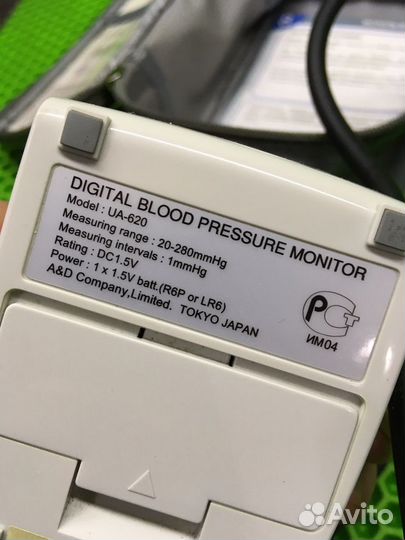 DIGITAL BLOOD PRESSURE MONITOR
Model : UA-620
Measuring range : 20-280mmHg
Measuring intervals : 1mmHg
Rating : DC1.5V
Power : 1 x 1.5V batt.(R6P or LR6)
A&D Company,Limited. TOKYO JAPAN
РСТ
ИМ04
Avito